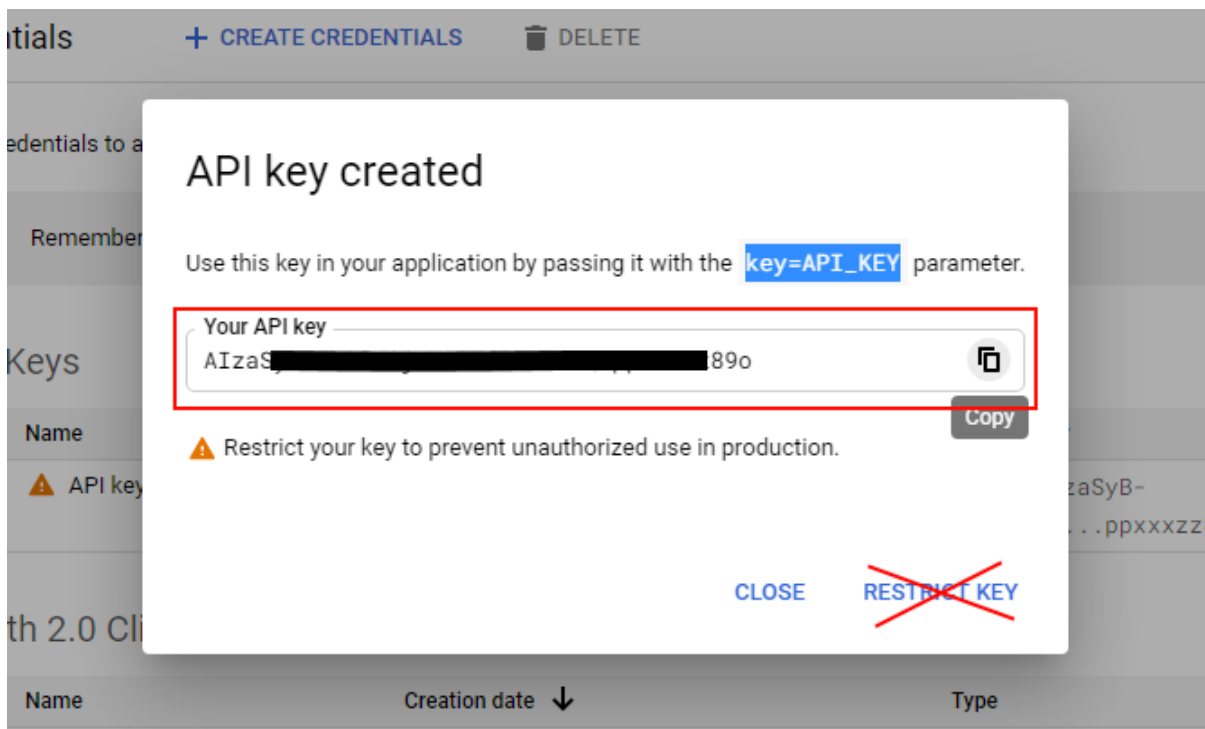 ntials
+ CREATE CREDENTIALS
DELETE
edentials to a
API key created
Remember
Use this key in your application by passing it with the key=API_KEY parameter.
Your API key
AIzaS
89o
Keys
Copy
Name
Restrict your key to prevent unauthorized use in production.
API key
zaSyB-
...ppxxxzz
CLOSE
RESTRICT KEY
th 2.0 Cli
Name
Creation date
Type